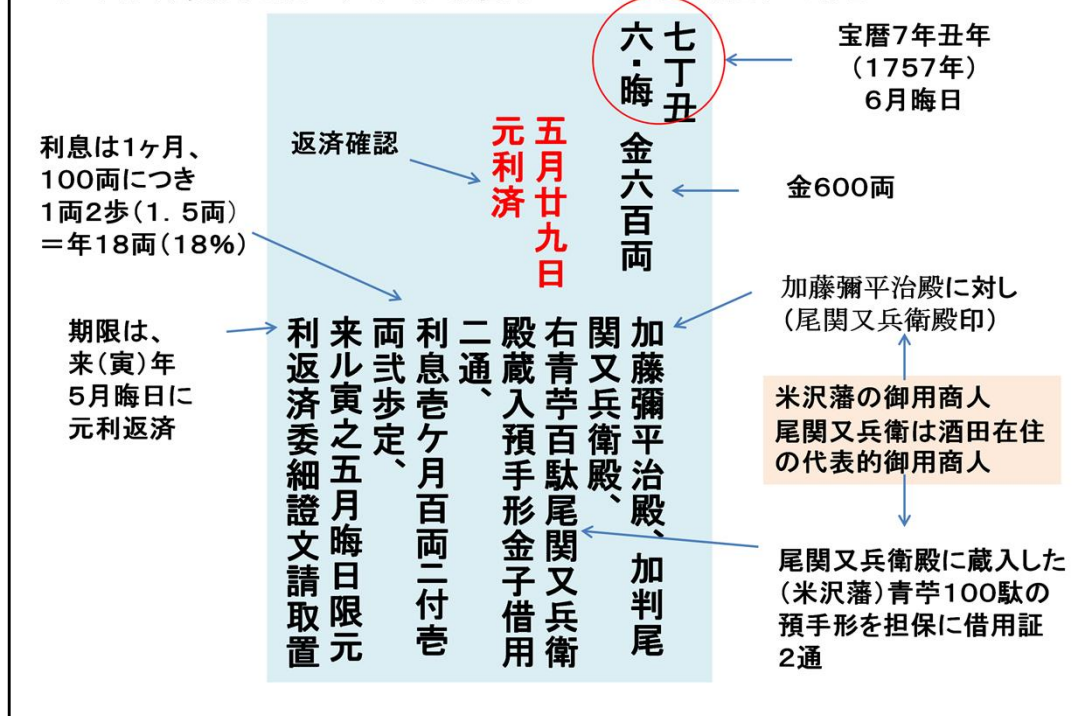 七丁丑
六・晦
金六百両
五月廿九日
元利済
加藤彌平治殿、加判尾
関又兵衛殿、
右青苧百駄尾関又兵衛
殿蔵入預手形金子借用
二通、
利息壱ケ月百両二付壱
両弐歩定、
来ル寅之五月晦日限元
利返済委細證文請取置
宝暦7年丑年
(1757年)
6月晦日
金600両
加藤彌平治殿に対し
(尾関又兵衛殿印)
米沢藩の御用商人
尾関又兵衛は酒田在住
の代表的御用商人
尾関又兵衛殿に蔵入した
(米沢藩)青苧100駄の
預手形を担保に借用証
2通
返済確認
利息は1ヶ月、
100両につき
1両2歩(1.5両)
=年18両(18%)
期限は、
来(寅)年
5月晦日に
元利返済